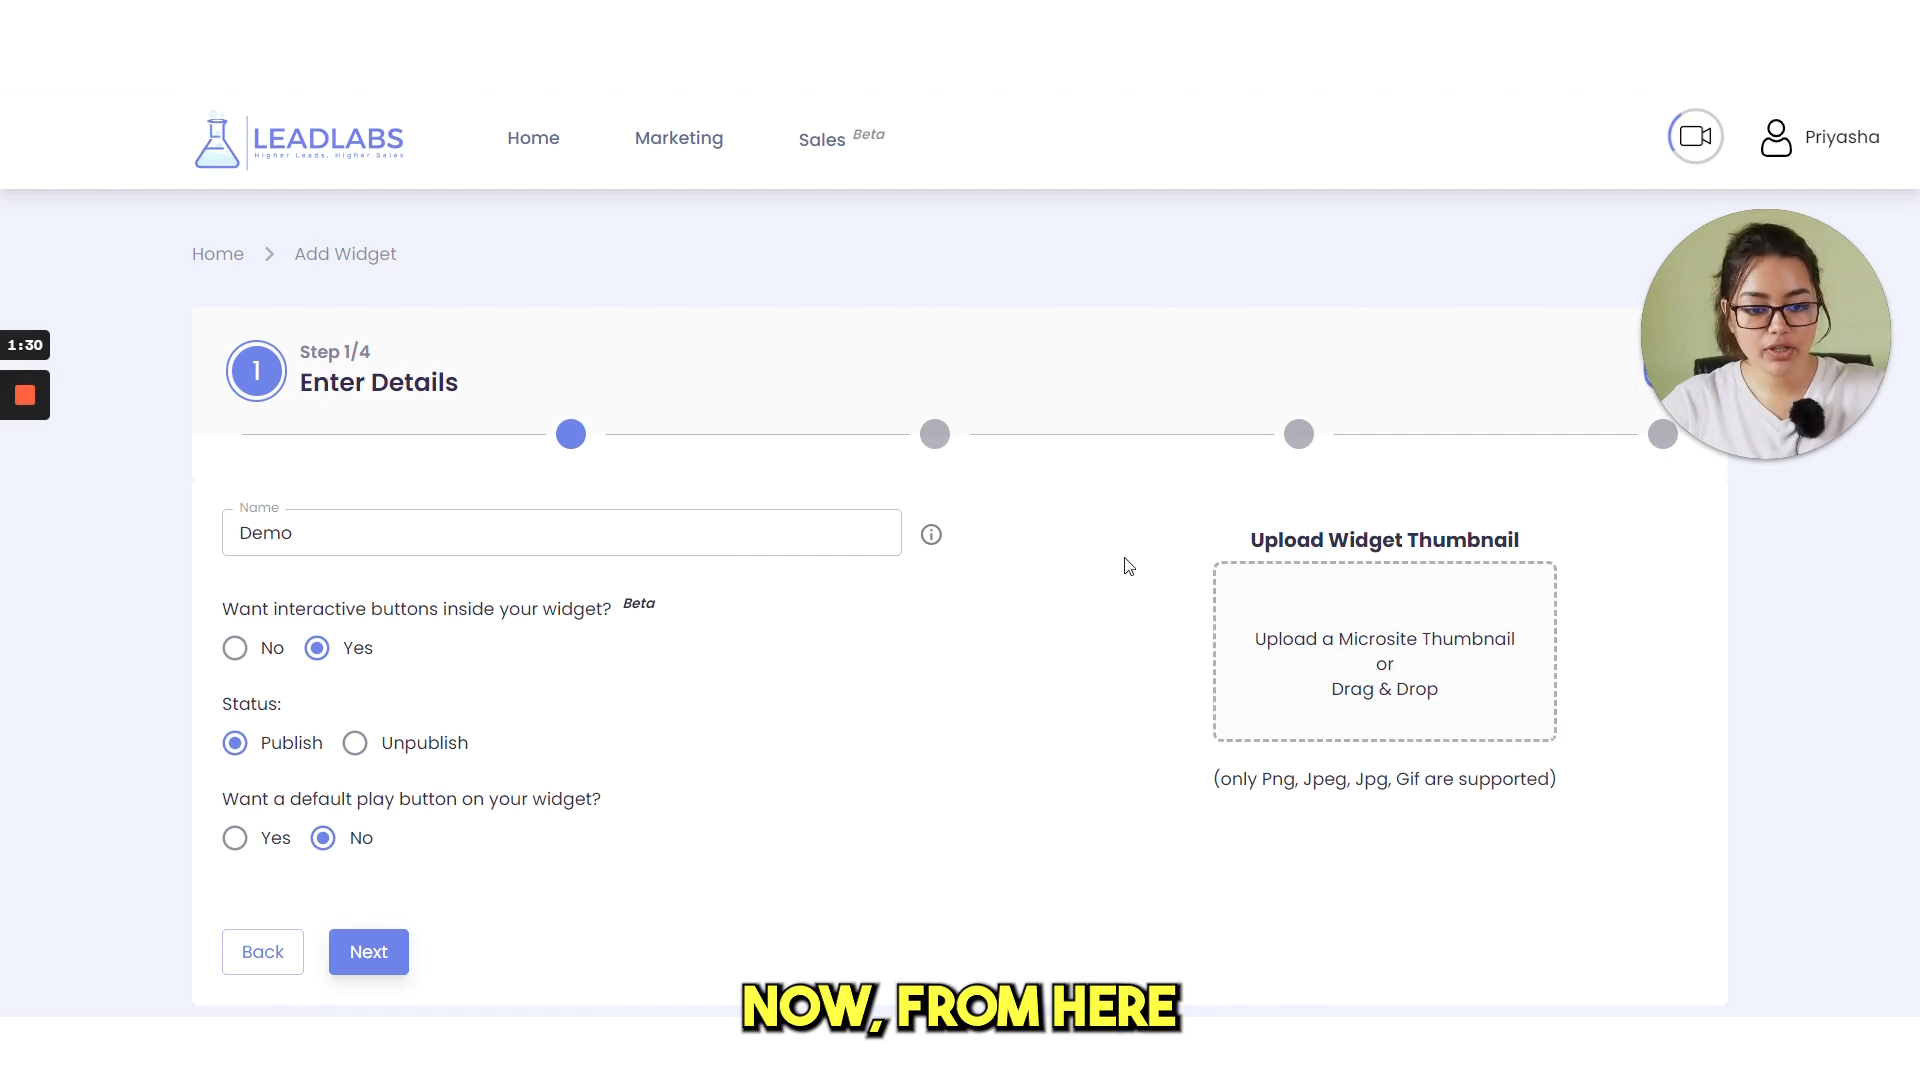 LEADLABS
Higher Leads. Higher Sales
Home
Marketing
Sales Beta
Priyasha
Home > Add Widget
1:30
1
Step 1/4
Enter Details
Name
Demo
Upload Widget Thumbnail
Want interactive buttons inside your widget? Beta
No
Yes
Upload a Microsite Thumbnail
or
Drag & Drop
Status:
Publish
Unpublish
(only Png, Jpeg, Jpg, Gif are supported)
Want a default play button on your widget?
Yes
No
Back
Next
NOW, FROM HERE